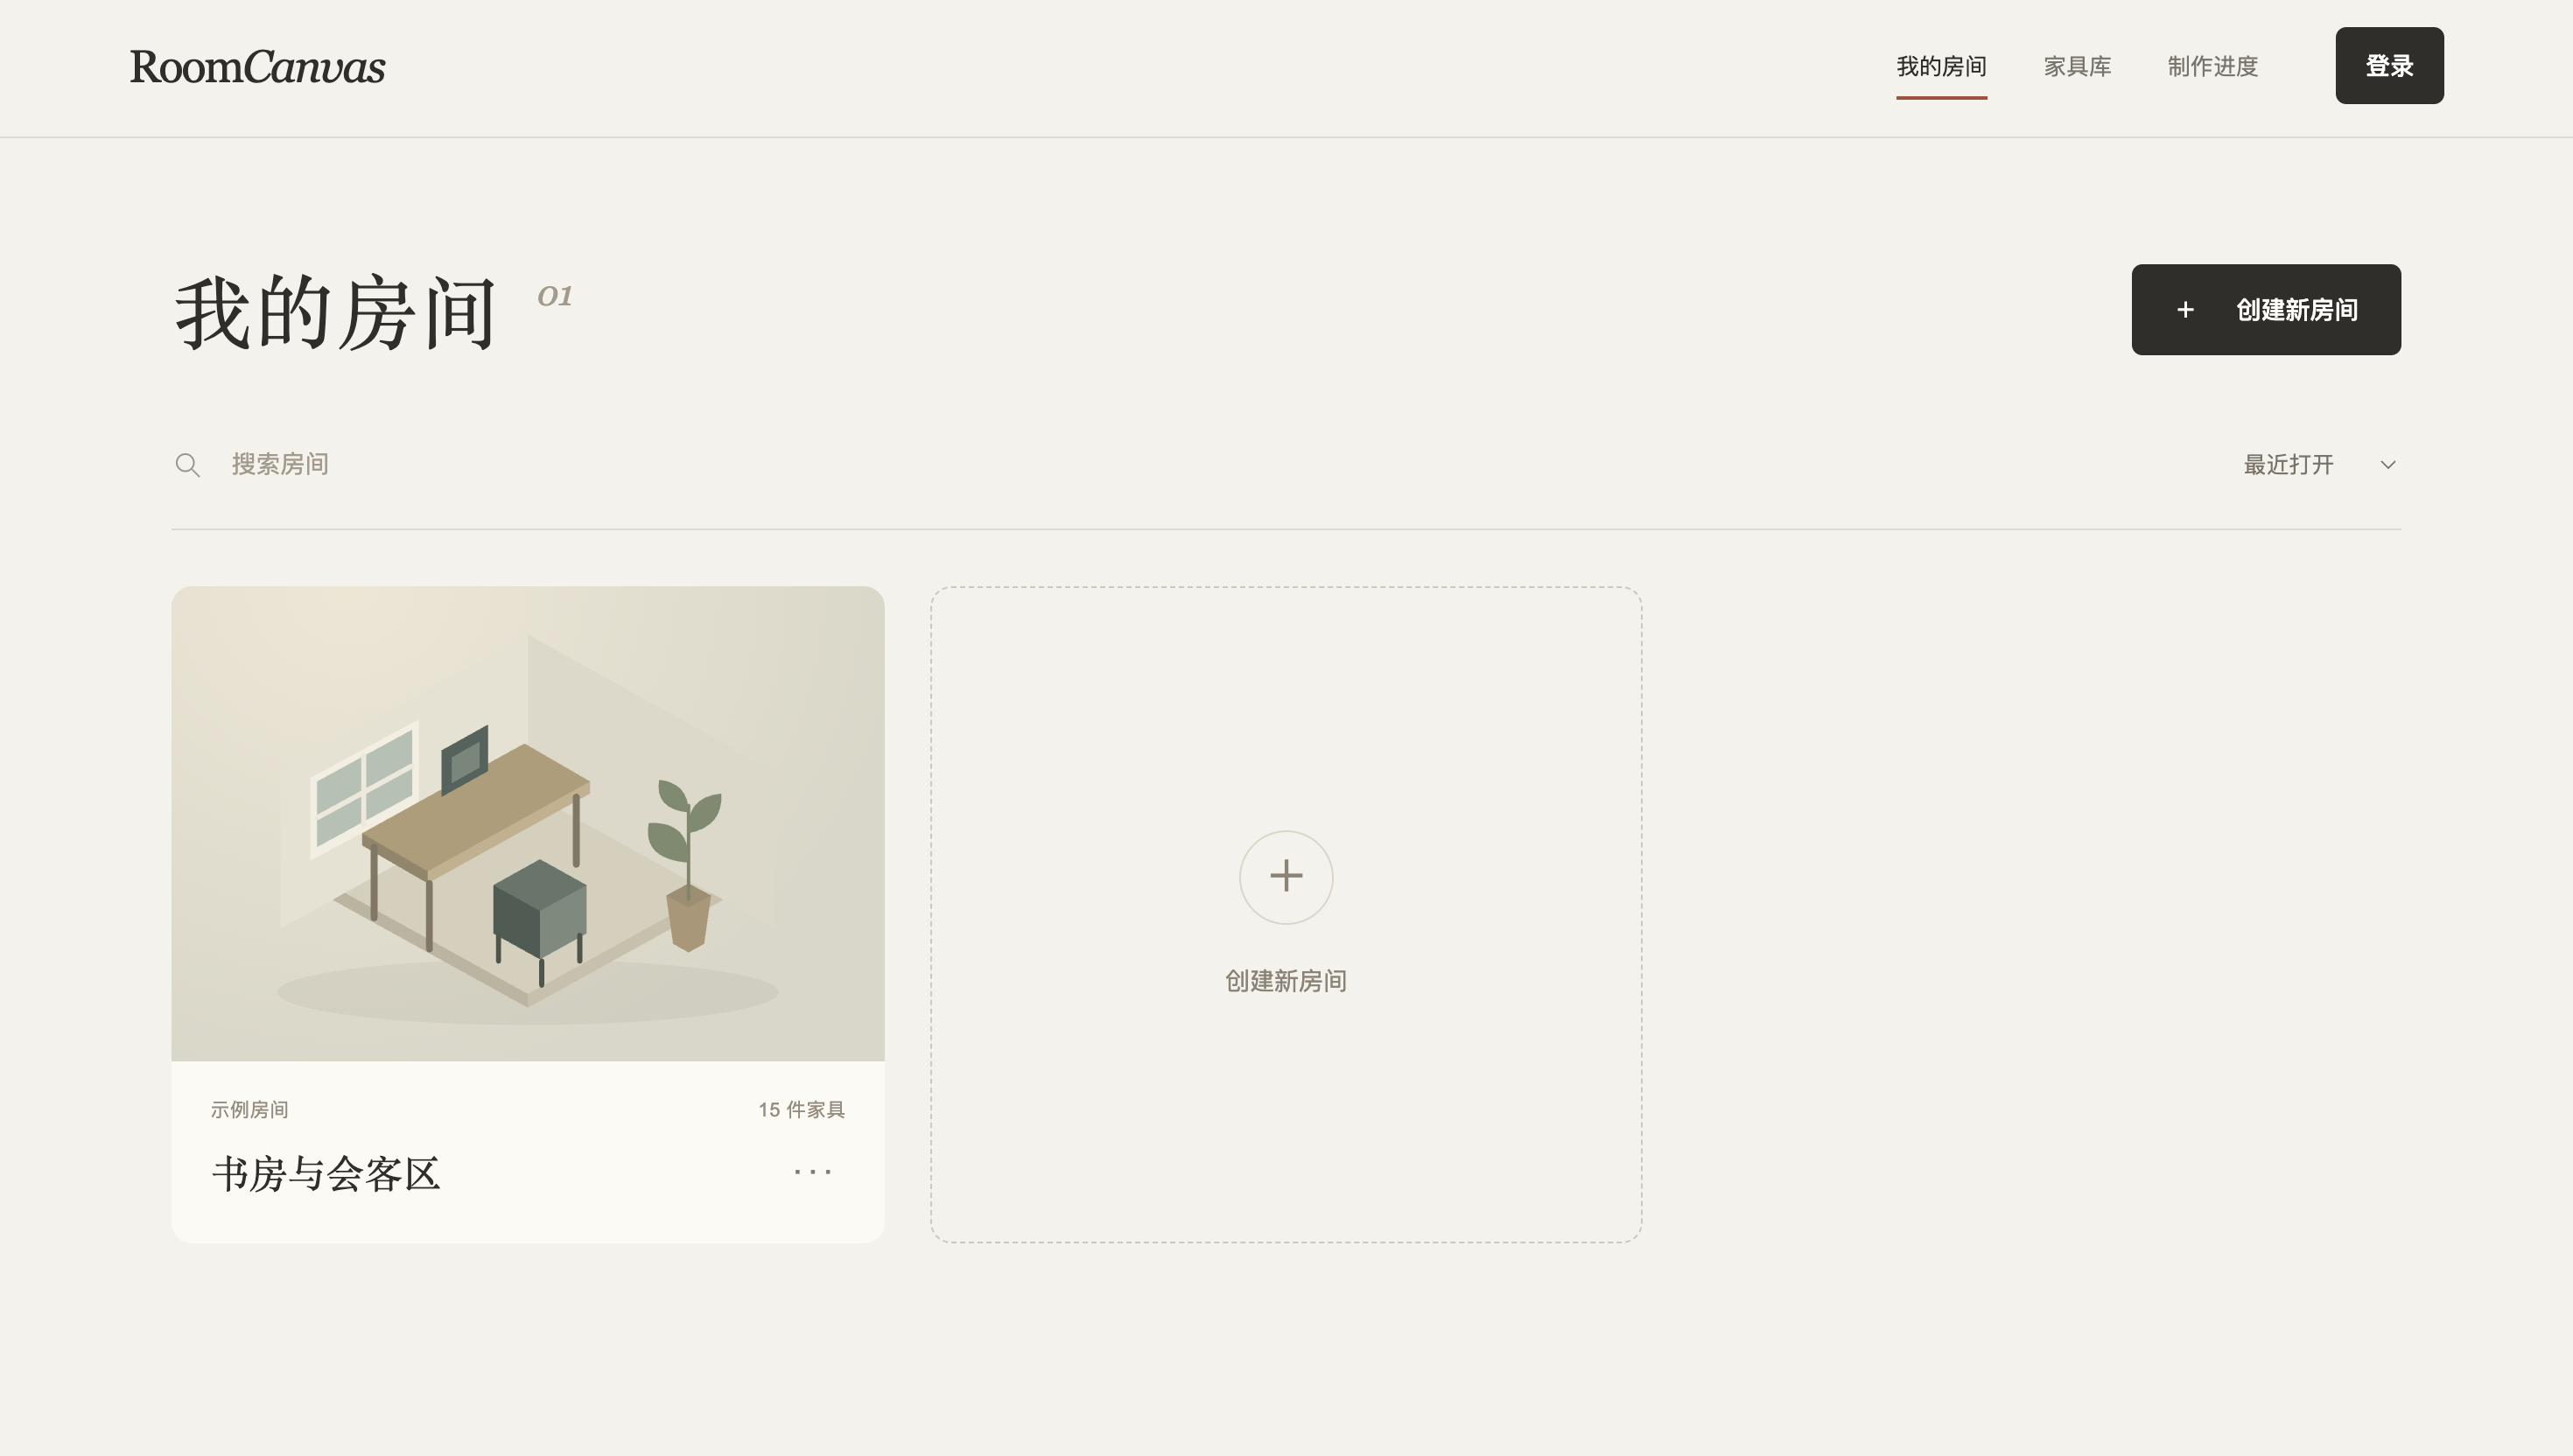 RoomCanvas
我的房间
家具库
制作进度
登录
我的房间 01
+ 创建新房间
搜索房间
最近打开
示例房间
15 件家具
书房与会客区
···
+
创建新房间